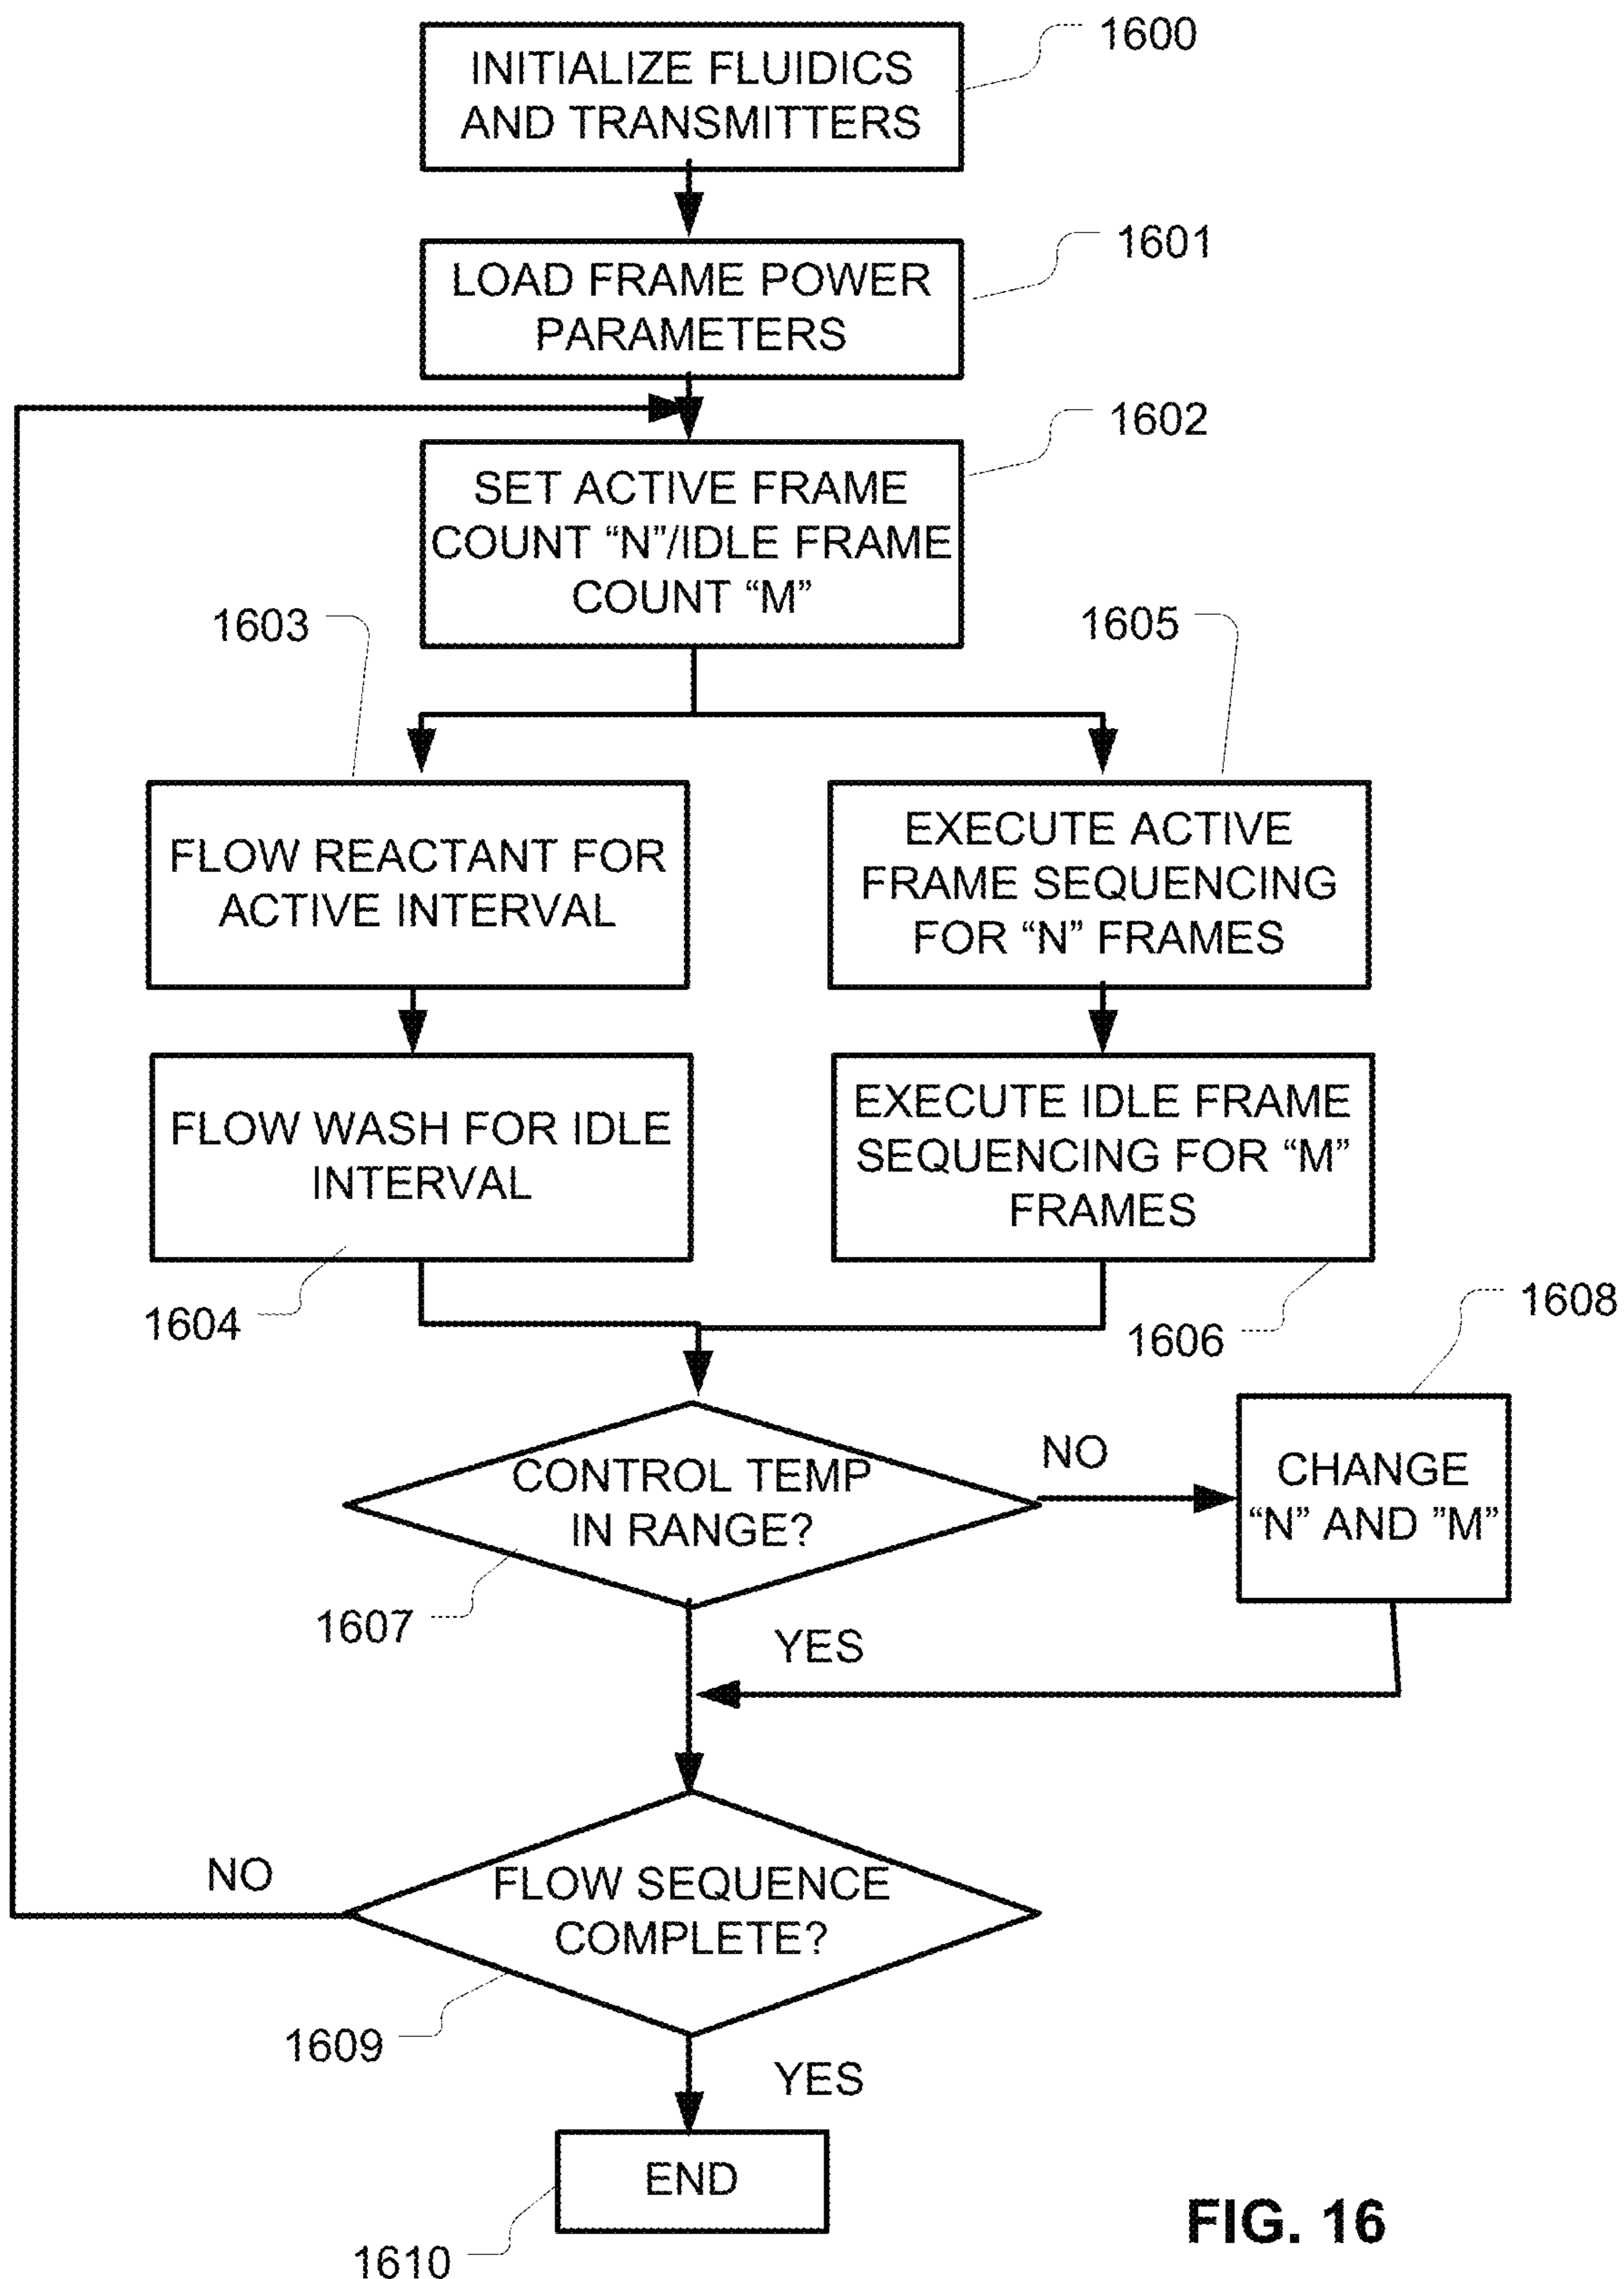 1600
INITIALIZE FLUIDICS
AND TRANSMITTERS
1601
LOAD FRAME POWER
PARAMETERS
1602
SET ACTIVE FRAME
COUNT “N”/IDLE FRAME
COUNT “M”
1603
1605
FLOW REACTANT FOR
ACTIVE INTERVAL
EXECUTE ACTIVE
FRAME SEQUENCING
FOR “N” FRAMES
FLOW WASH FOR IDLE
INTERVAL
EXECUTE IDLE FRAME
SEQUENCING FOR “M”
FRAMES
1604
1606
1608
CONTROL TEMP
IN RANGE?
NO
CHANGE
“N” AND ”M”
1607
YES
NO
FLOW SEQUENCE
COMPLETE?
1609
YES
END
1610
FIG. 16